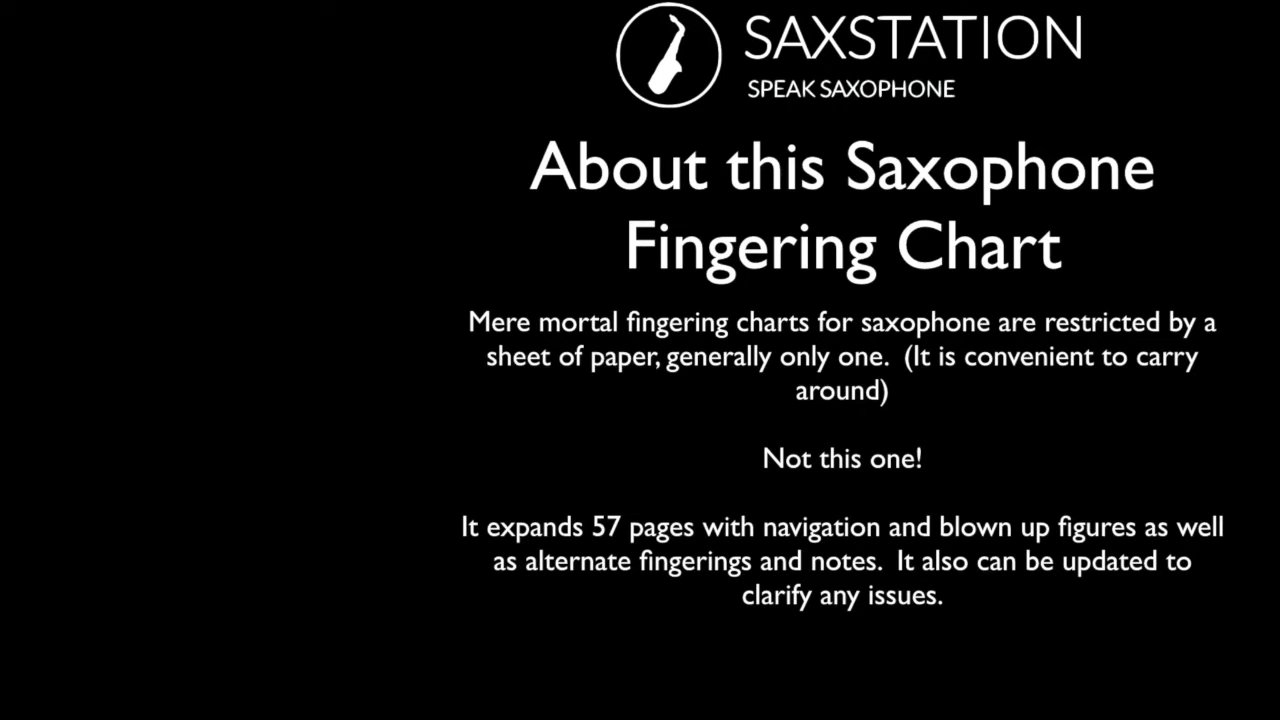 SAXSTATION
SPEAK SAXOPHONE
About this Saxophone
Fingering Chart
Mere mortal fingering charts for saxophone are restricted by a
sheet of paper, generally only one.  (It is convenient to carry
around)
Not this one!
It expands 57 pages with navigation and blown up figures as well
as alternate fingerings and notes.  It also can be updated to
clarify any issues.